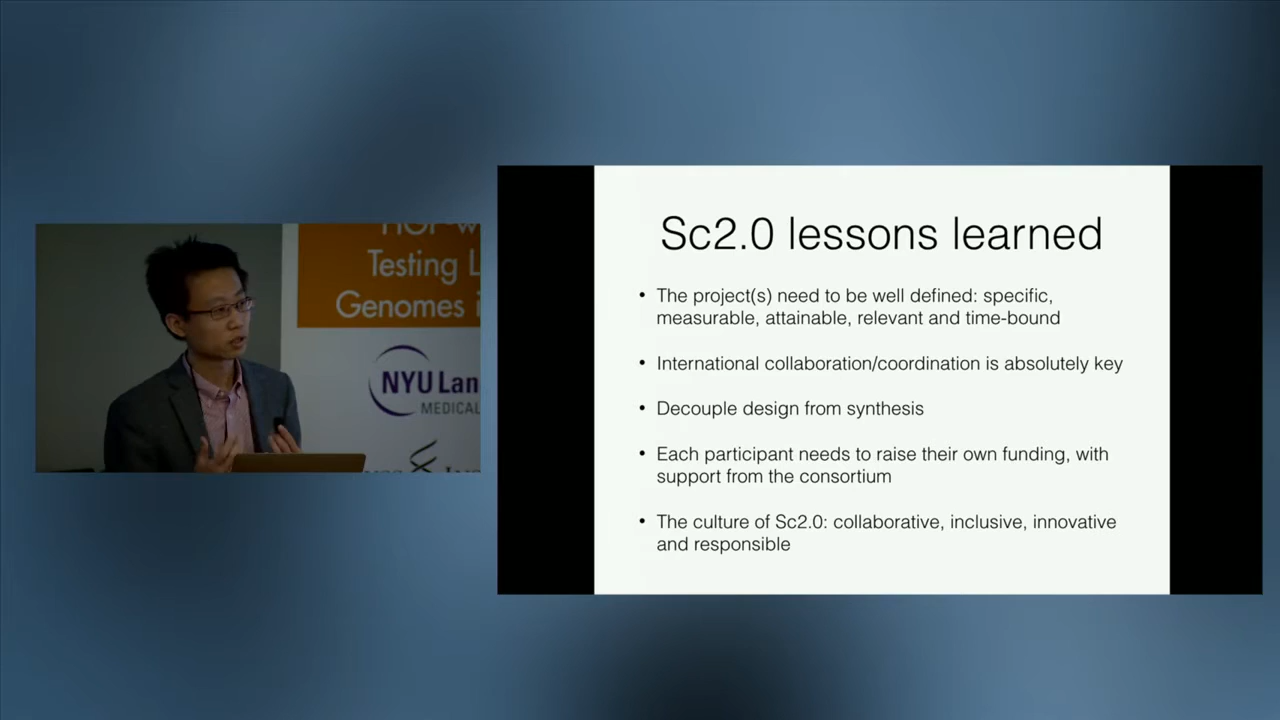 HGP-w
Testing L
Genomes i
NYU Lan
MEDICAL
Sc2.0 lessons learned
• The project(s) need to be well defined: specific,
measurable, attainable, relevant and time-bound
• International collaboration/coordination is absolutely key
• Decouple design from synthesis
• Each participant needs to raise their own funding, with
support from the consortium
• The culture of Sc2.0: collaborative, inclusive, innovative
and responsible